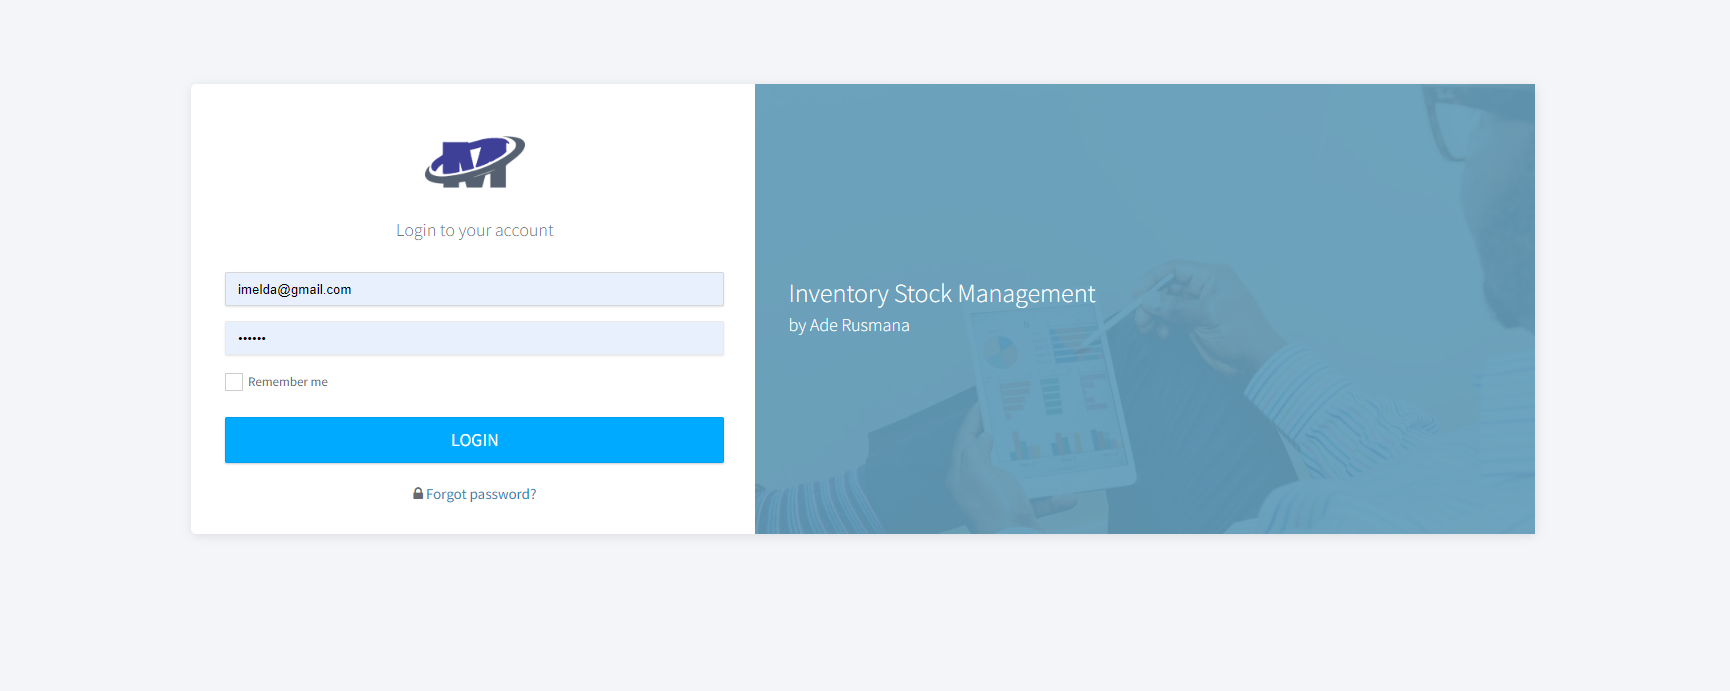 Login to your account
imelda@gmail.com
••••••
Remember me
LOGIN
Forgot password?
Inventory Stock Management
by Ade Rusmana